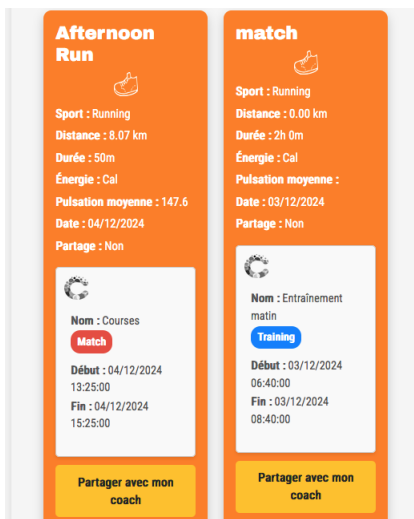 Afternoon
Run
Sport : Running
Distance : 8.07 km
Durée : 50m
Énergie : Cal
Pulsation moyenne : 147.6
Date : 04/12/2024
Partage : Non
Nom : Courses
Match
Début : 04/12/2024
13:25:00
Fin : 04/12/2024
15:25:00
Partager avec mon
coach
match
Sport : Running
Distance : 0.00 km
Durée : 2h 0m
Énergie : Cal
Pulsation moyenne :
Date : 03/12/2024
Partage : Non
Nom : Entraînement
matin
Training
Début : 03/12/2024
06:40:00
Fin : 03/12/2024
08:40:00
Partager avec mon
coach